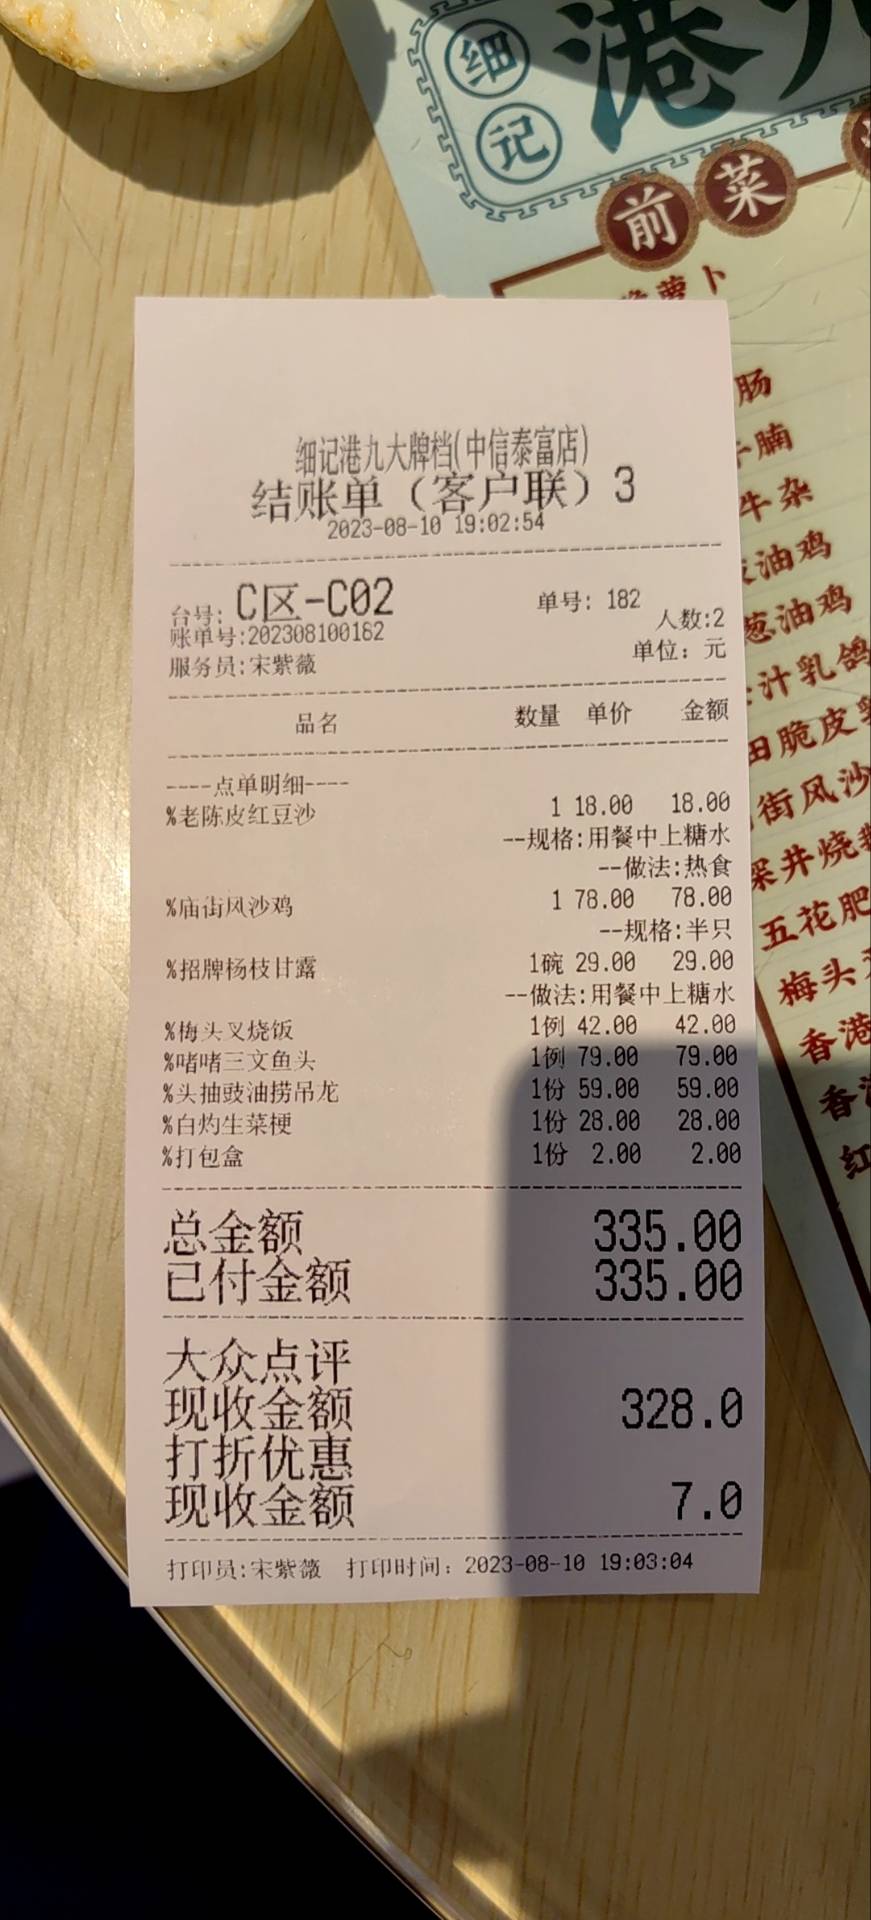 细
记
港九
前菜
萝卜
肠
腩
牛杂
油鸡
葱油鸡
汁乳鸽
田脆皮乳
街风沙
深井烧
五花肥
梅头
香港
香
红
细记港九大牌档(中信泰富店)
结账单（客户联）3
2023-08-10 19:02:54
台号: C区-C02 单号: 182
账单号:202308100182 人数:2
服务员:宋紫薇 单位: 元
品名 数量 单价 金额
----点单明细----
%老陈皮红豆沙 1 18.00 18.00
--规格:用餐中上糖水
--做法:热食
%庙街风沙鸡 1 78.00 78.00
--规格:半只
%招牌杨枝甘露 1碗 29.00 29.00
--做法:用餐中上糖水
%梅头叉烧饭 1例 42.00 42.00
%啫啫三文鱼头 1例 79.00 79.00
%头抽豉油捞吊龙 1份 59.00 59.00
%白灼生菜梗 1份 28.00 28.00
%打包盒 1份 2.00 2.00
总金额 335.00
已付金额 335.00
大众点评
现收金额 328.0
打折优惠
现收金额 7.0
打印员:宋紫薇 打印时间: 2023-08-10 19:03:04